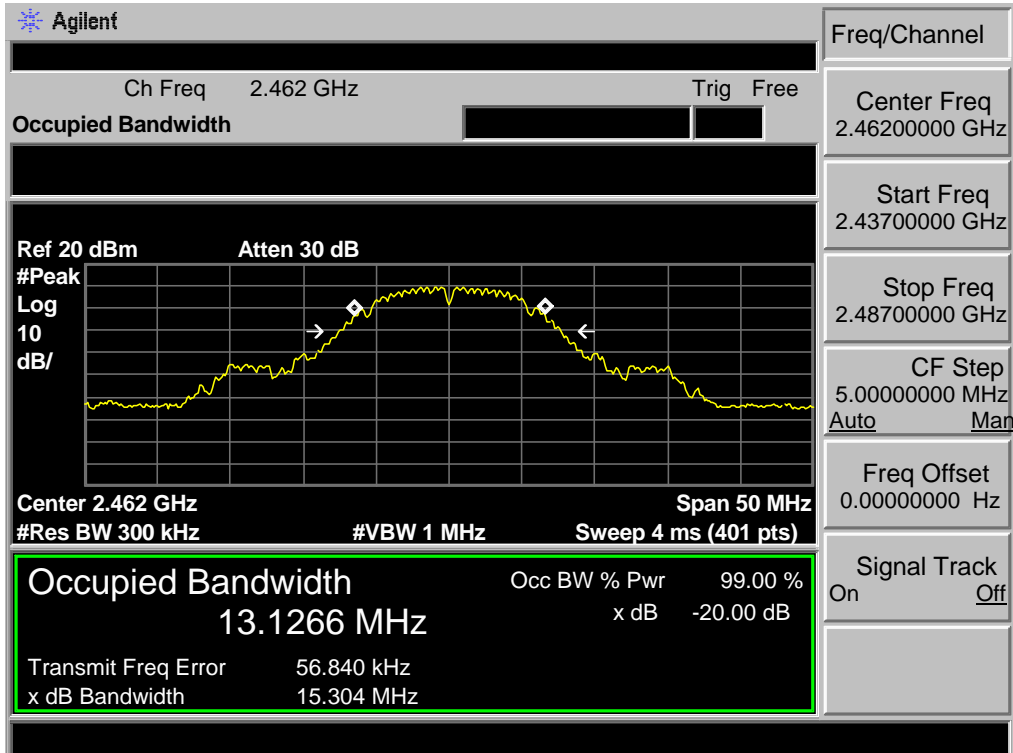 Agilent
Freq/Channel
Ch Freq 2.462 GHz Trig Free
Occupied Bandwidth
Center Freq
2.46200000 GHz
Start Freq
2.43700000 GHz
Stop Freq
2.48700000 GHz
CF Step
5.00000000 MHz
Auto Man
Freq Offset
0.00000000 Hz
Signal Track
On Off
Ref 20 dBm Atten 30 dB
#Peak
Log
10
dB/
Center 2.462 GHz Span 50 MHz
#Res BW 300 kHz #VBW 1 MHz Sweep 4 ms (401 pts)
Occupied Bandwidth Occ BW % Pwr 99.00 %
13.1266 MHz x dB -20.00 dB
Transmit Freq Error 56.840 kHz
x dB Bandwidth 15.304 MHz